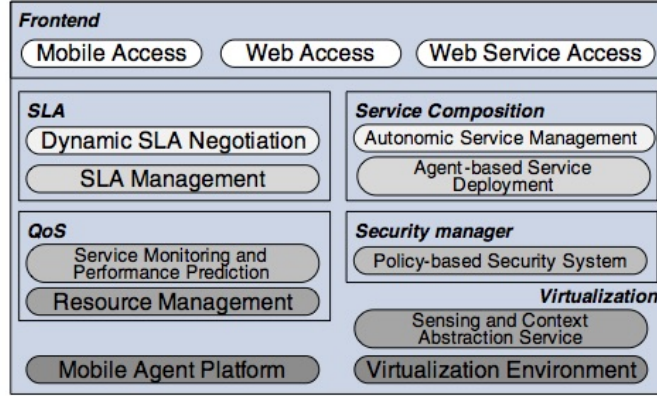 Frontend
Mobile Access
Web Access
Web Service Access
SLA
Dynamic SLA Negotiation
SLA Management
Service Composition
Autonomic Service Management
Agent-based Service
Deployment
QoS
Service Monitoring and
Performance Prediction
Resource Management
Security manager
Policy-based Security System
Virtualization
Sensing and Context
Abstraction Service
Mobile Agent Platform
Virtualization Environment